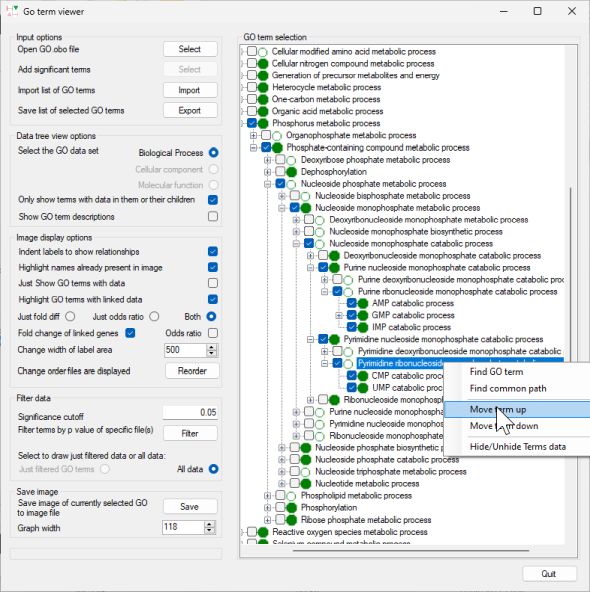 Go term viewer
Input options
Open GO.obo file
Select
Add significant terms
Select
Import list of GO terms
Import
Save list of selected GO terms
Export
Data tree view options
Select the GO data set
Biological Process
Cellular component
Molecular function
Only show terms with data in them or their children
Show GO term descriptions
Image display options
Indent labels to show relationships
Highlight names already present in image
Just Show GO terms with data
Highlight GO terms with linked data
Just fold diff
Just odds ratio
Both
Fold change of linked genes
Odds ratio
Change width of label area
500
Change order files are displayed
Reorder
Filter data
Significance cutoff
0.05
Filter terms by p value of specific file(s)
Filter
Select to draw just filtered data or all data:
Just filtered GO terms
All data
Save image
Save image of currently selected GO
to image file
Save
Graph width
118
GO term selection
Cellular modified amino acid metabolic process
Cellular nitrogen compound metabolic process
Generation of precursor metabolites and energy
Heterocycle metabolic process
One-carbon metabolic process
Organic acid metabolic process
Phosphorus metabolic process
Organophosphate metabolic process
Phosphate-containing compound metabolic process
Deoxyribose phosphate metabolic process
Dephosphorylation
Nucleoside phosphate metabolic process
Nucleoside bisphosphate metabolic process
Nucleoside monophosphate metabolic process
Deoxyribonucleoside monophosphate metabolic process
Nucleoside monophosphate biosynthetic process
Nucleoside monophosphate catabolic process
Deoxyribonucleoside monophosphate catabolic process
Purine nucleoside monophosphate catabolic process
Purine deoxyribonucleoside monophosphate catabolic proc
Purine ribonucleoside monophosphate catabolic process
AMP catabolic process
GMP catabolic process
IMP catabolic process
Pyrimidine nucleoside monophosphate catabolic process
Pyrimidine deoxyribonucleoside monophosphate catabolic
Pyrimidine ribonucleoside
CMP catabolic proc
UMP catabolic proc
Ribonucleoside monophosp
Purine nucleoside monophosp
Pyrimidine nucleoside monoph
Ribonucleoside monophosphat
Nucleoside phosphate biosynthetic p
Nucleoside phosphate catabolic proc
Nucleoside triphosphate metabolic process
Nucleotide metabolic process
Phospholipid metabolic process
Phosphorylation
Ribose phosphate metabolic process
Reactive oxygen species metabolic process
Selenium compound metabolic process
Find GO term
Find common path
Move term up
Move term down
Hide/Unhide Terms data
Quit